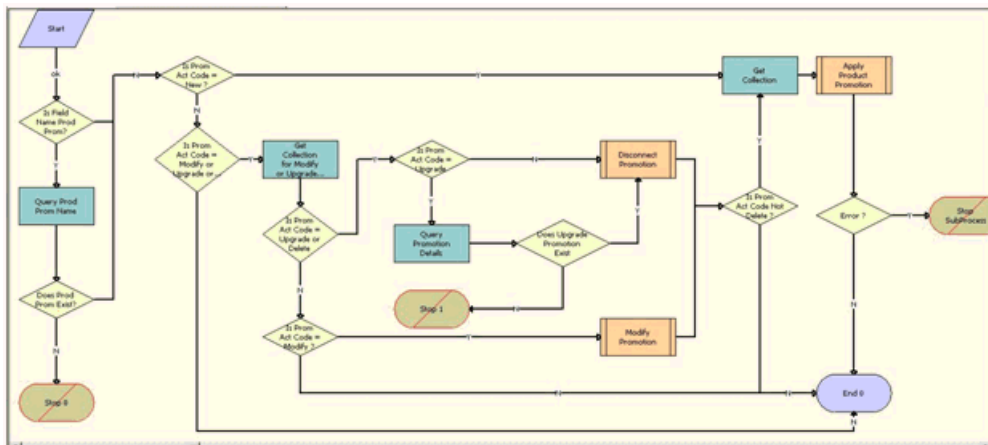 Start
ok
Is Field
Name Prod
Prom?
Y
Query Prod
Prom Name
Does Prod
Prom Exist?
N
Stop 0
Is Prom
Act Code =
New ?
Y
N
Is Prom
Act Code =
Modify or
Upgrade or...
Y
Get
Collection
for Modify
or Upgrade...
Is Prom
Act Code =
Upgrade or
Delete
Y
N
Is Prom
Act Code =
Modify ?
Y
N
Is Prom
Act Code =
Upgrade
N
Y
Query
Promotion
Details
Does Upgrade
Promotion
Exist
Y
N
Stop 1
Disconnect
Promotion
Modify
Promotion
Is Prom
Act Code Not
Delete ?
Y
N
Get
Collection
Apply
Product
Promotion
Error ?
Y
Stop
SubProcess
N
End 0
N